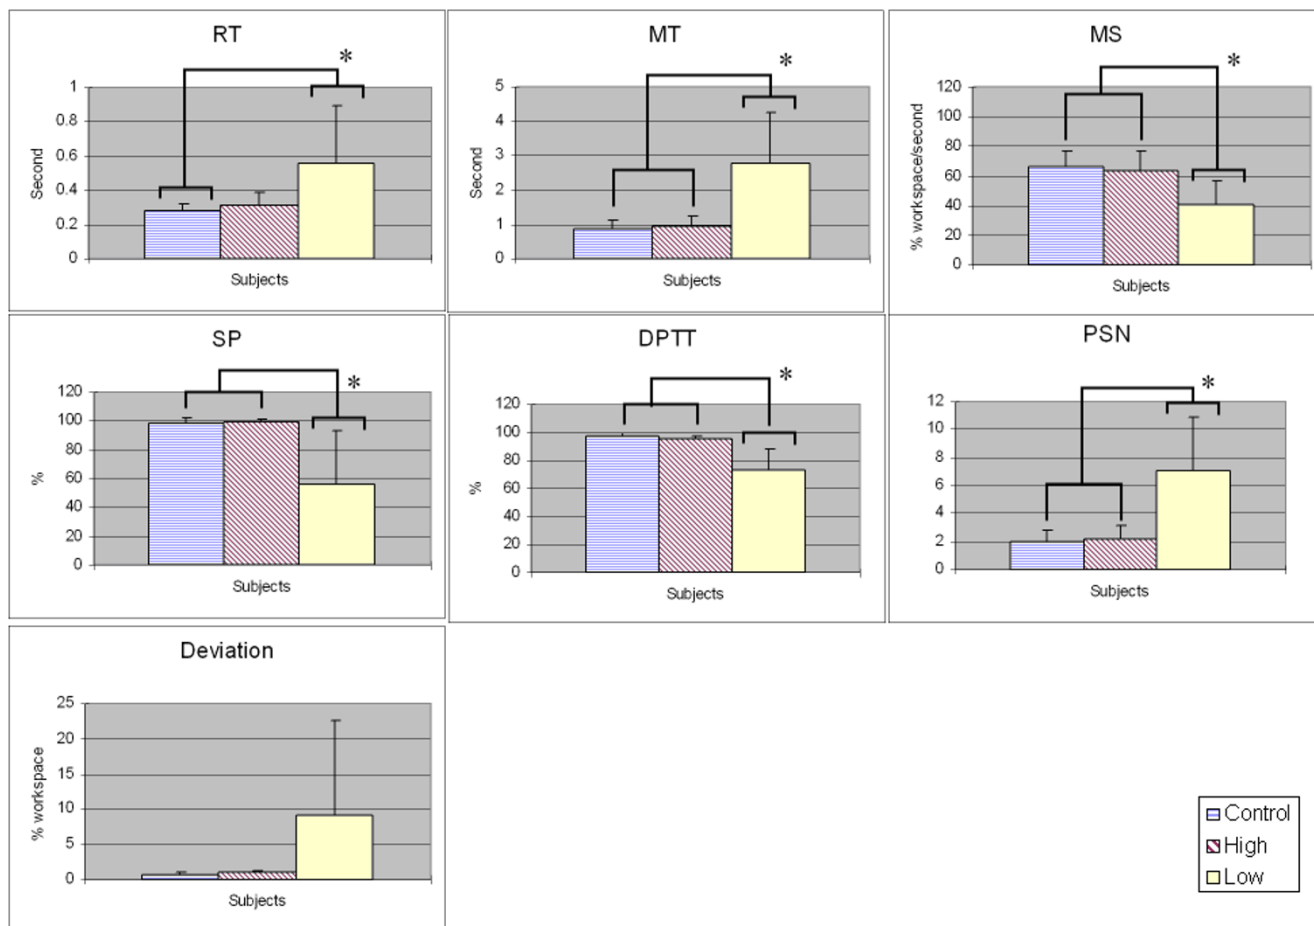 RT
*
1
0.8
0.6
0.4
0.2
0
Second
Subjects
MT
*
5
4
3
2
1
0
Second
Subjects
MS
*
120
100
80
60
40
20
0
% workspace/second
Subjects
SP
*
120
100
80
60
40
20
0
%
Subjects
DPTT
*
120
100
80
60
40
20
0
%
Subjects
PSN
*
12
10
8
6
4
2
0
Subjects
Deviation
25
20
15
10
5
0
% workspace
Subjects
Control
High
Low